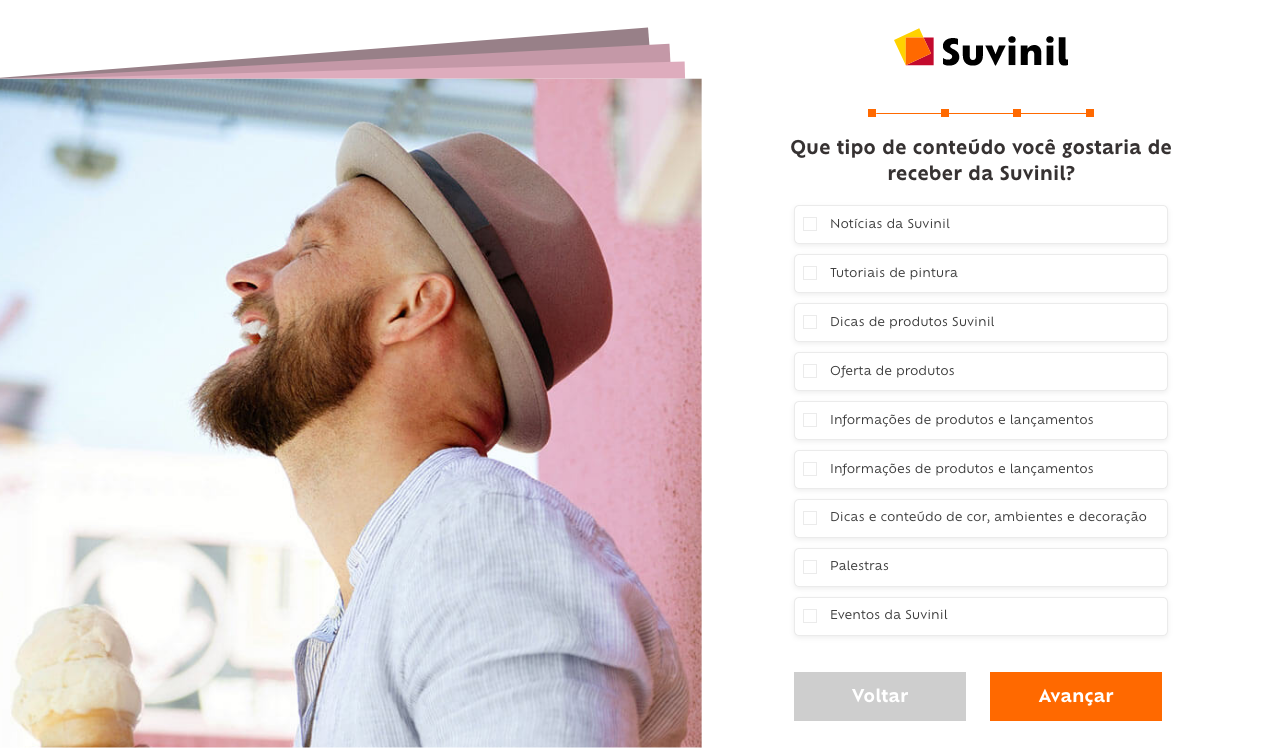 Suvinil
Que tipo de conteúdo você gostaria de
receber da Suvinil?
Notícias da Suvinil
Tutoriais de pintura
Dicas de produtos Suvinil
Oferta de produtos
Informações de produtos e lançamentos
Informações de produtos e lançamentos
Dicas e conteúdo de cor, ambientes e decoração
Palestras
Eventos da Suvinil
Voltar
Avançar